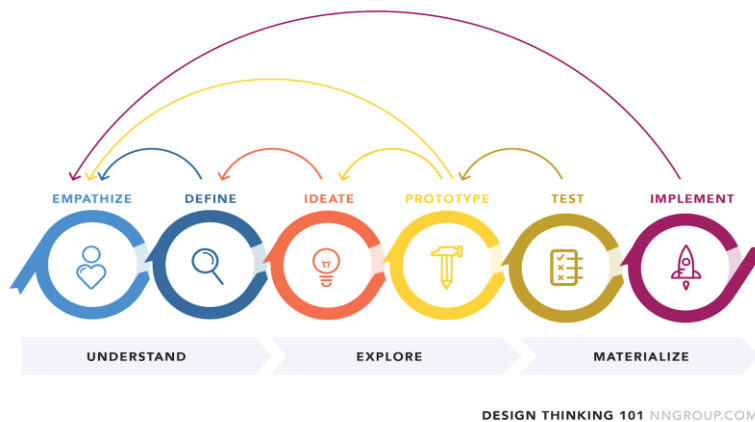 EMPATHIZE DEFINE IDEATE PROTOTYPE TEST IMPLEMENT
UNDERSTAND EXPLORE MATERIALIZE
DESIGN THINKING 101 NNGROUP.COM